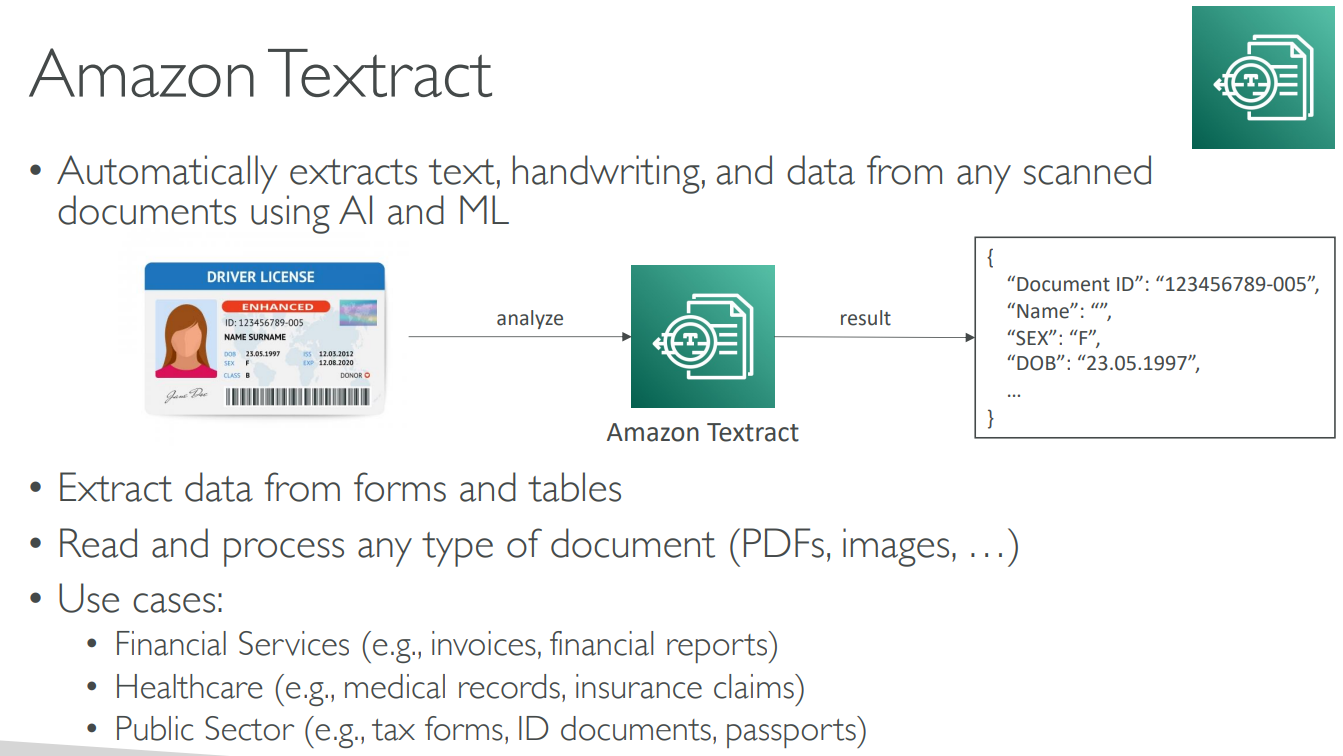 Amazon Textract
• Automatically extracts text, handwriting, and data from any scanned
documents using AI and ML
DRIVER LICENSE
ENHANCED
ID: 123456789-005
NAME SURNAME
DOB 23.05.1997 ISS 12.03.2012
SEX F EXP 12.08.2020
CLASS B DONOR
Jane Doe
analyze
T
Amazon Textract
result
{
“Document ID”: “123456789-005”,
“Name”: “”,
“SEX”: “F”,
“DOB”: “23.05.1997”,
...
}
• Extract data from forms and tables
• Read and process any type of document (PDFs, images, …)
• Use cases:
• Financial Services (e.g., invoices, financial reports)
• Healthcare (e.g., medical records, insurance claims)
• Public Sector (e.g., tax forms, ID documents, passports)